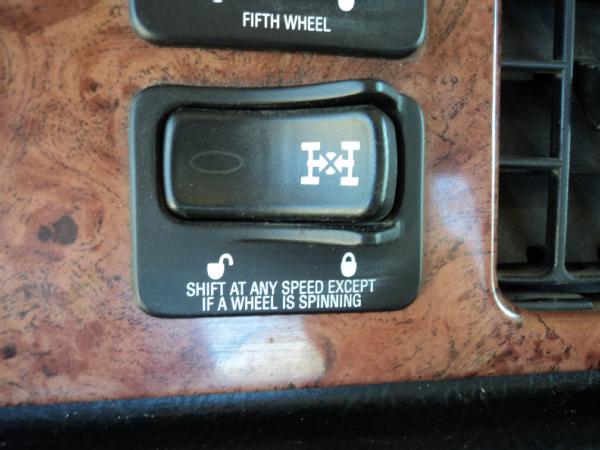 FIFTH WHEEL
SHIFT AT ANY SPEED EXCEPT
IF A WHEEL IS SPINNING